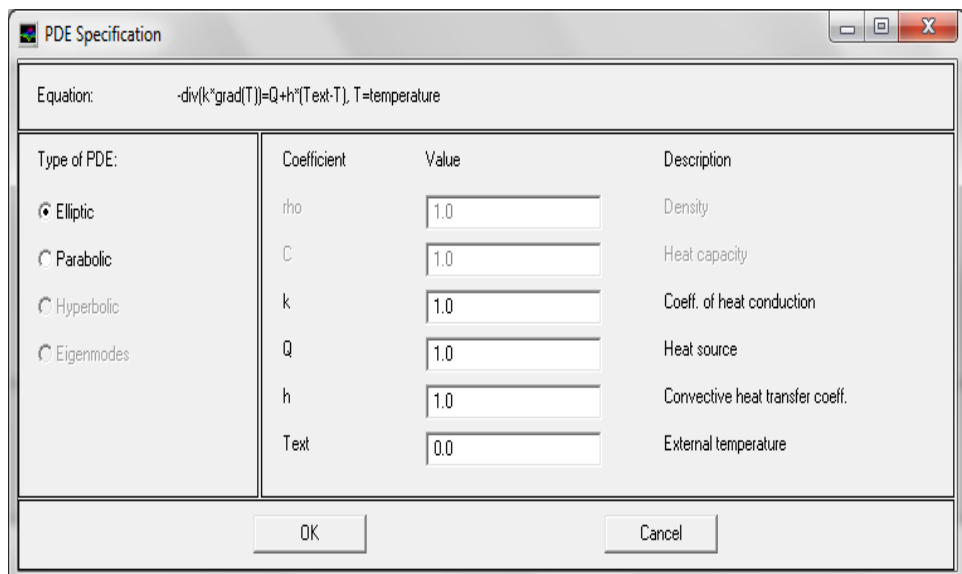 PDE Specification
Equation: -div(k*grad(T))=Q+h*(Text-T), T=temperature
Type of PDE: Coefficient Value Description
Elliptic rho 1.0 Density
Parabolic C 1.0 Heat capacity
Hyperbolic k 1.0 Coeff. of heat conduction
Eigenmodes Q 1.0 Heat source
h 1.0 Convective heat transfer coeff.
Text 0.0 External temperature
OK Cancel